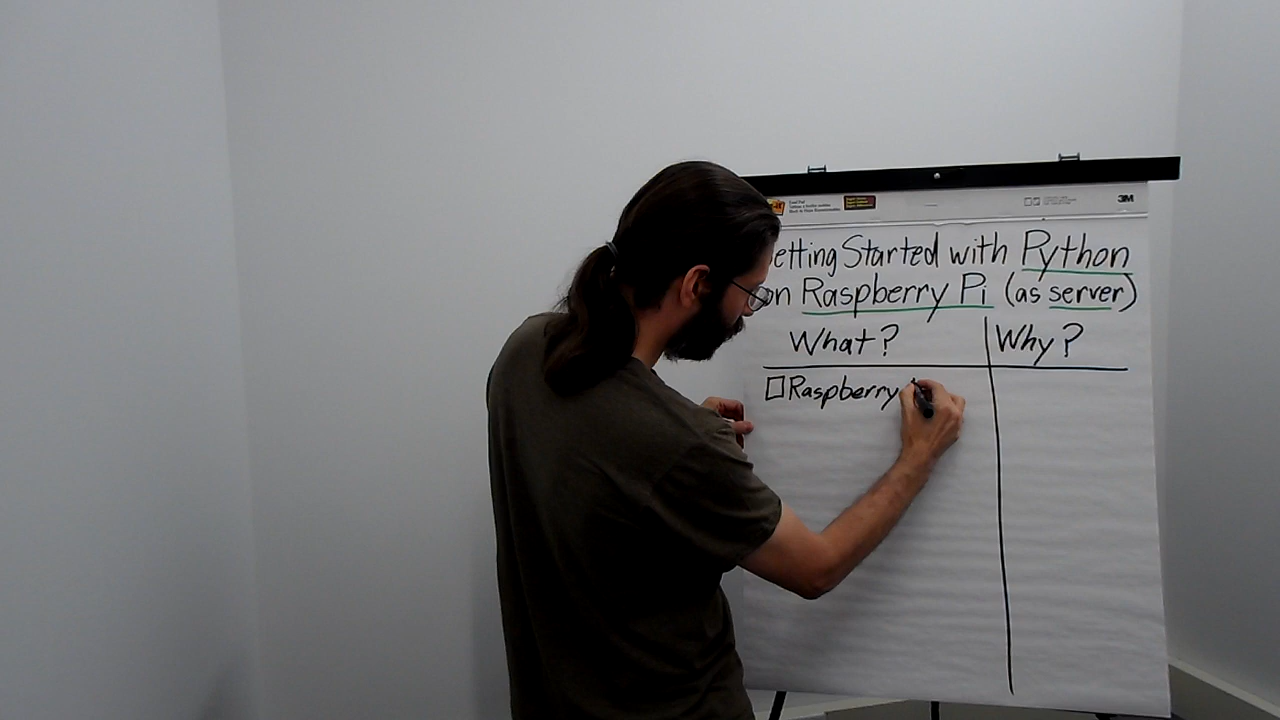 etting Started with Python
on Raspberry Pi (as server)
What? Why?
Raspberry
3M